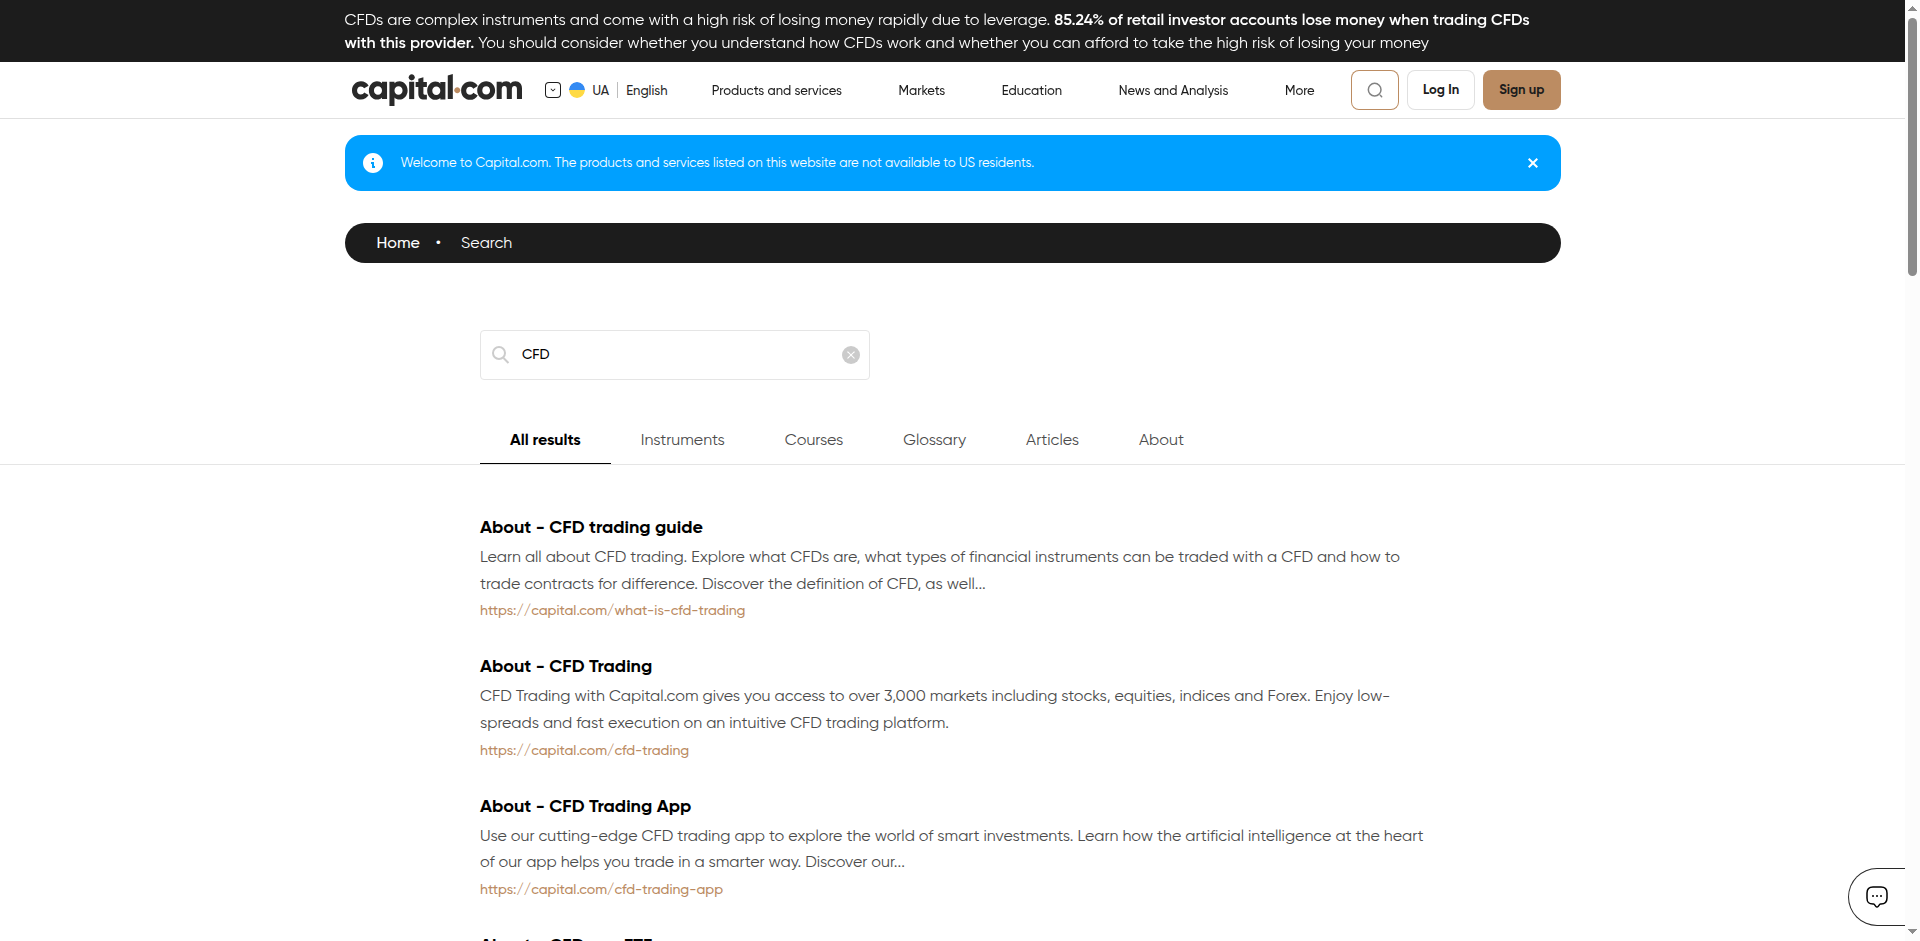 CFDs are complex instruments and come with a high risk of losing money rapidly due to leverage. 85.24% of retail investor accounts lose money when trading CFDs
with this provider. You should consider whether you understand how CFDs work and whether you can afford to take the high risk of losing your money
capital.com
UA English
Products and services
Markets
Education
News and Analysis
More
Log In
Sign up
Welcome to Capital.com. The products and services listed on this website are not available to US residents.
Home • Search
CFD
All results
Instruments
Courses
Glossary
Articles
About
About - CFD trading guide
Learn all about CFD trading. Explore what CFDs are, what types of financial instruments can be traded with a CFD and how to
trade contracts for difference. Discover the definition of CFD, as well...
https://capital.com/what-is-cfd-trading
About - CFD Trading
CFD Trading with Capital.com gives you access to over 3,000 markets including stocks, equities, indices and Forex. Enjoy low-
spreads and fast execution on an intuitive CFD trading platform.
https://capital.com/cfd-trading
About - CFD Trading App
Use our cutting-edge CFD trading app to explore the world of smart investments. Learn how the artificial intelligence at the heart
of our app helps you trade in a smarter way. Discover our...
https://capital.com/cfd-trading-app